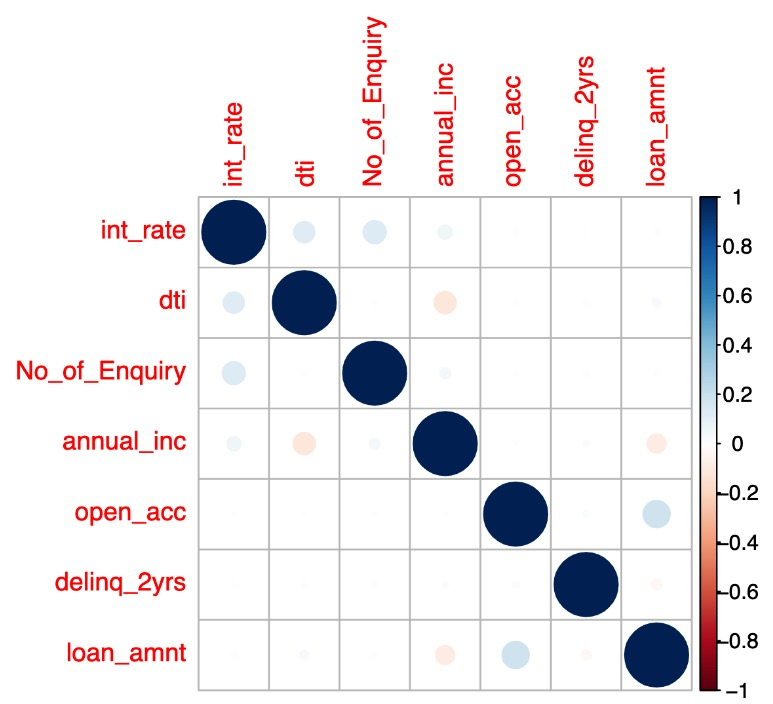 int_rate
dti
No_of_Enquiry
annual_inc
open_acc
delinq_2yrs
loan_amnt
int_rate
dti
No_of_Enquiry
annual_inc
open_acc
delinq_2yrs
loan_amnt
1
0.8
0.6
0.4
0.2
0
−0.2
−0.4
−0.6
−0.8
−1